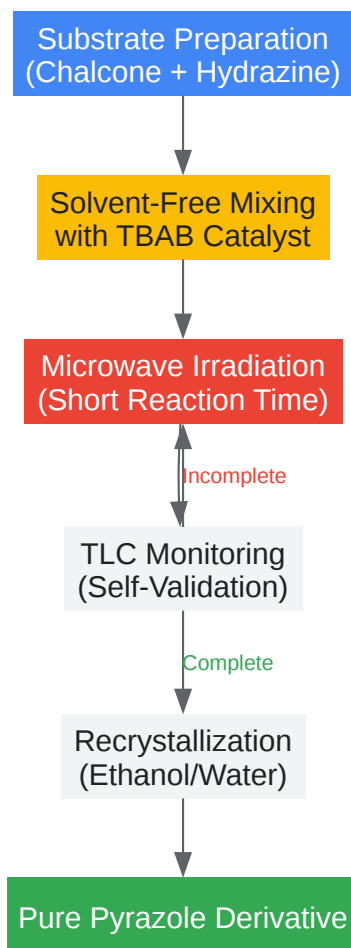 Substrate Preparation
(Chalcone + Hydrazine)
Solvent-Free Mixing
with TBAB Catalyst
Microwave Irradiation
(Short Reaction Time)
Incomplete
TLC Monitoring
(Self-Validation)
Complete
Recrystallization
(Ethanol/Water)
Pure Pyrazole Derivative